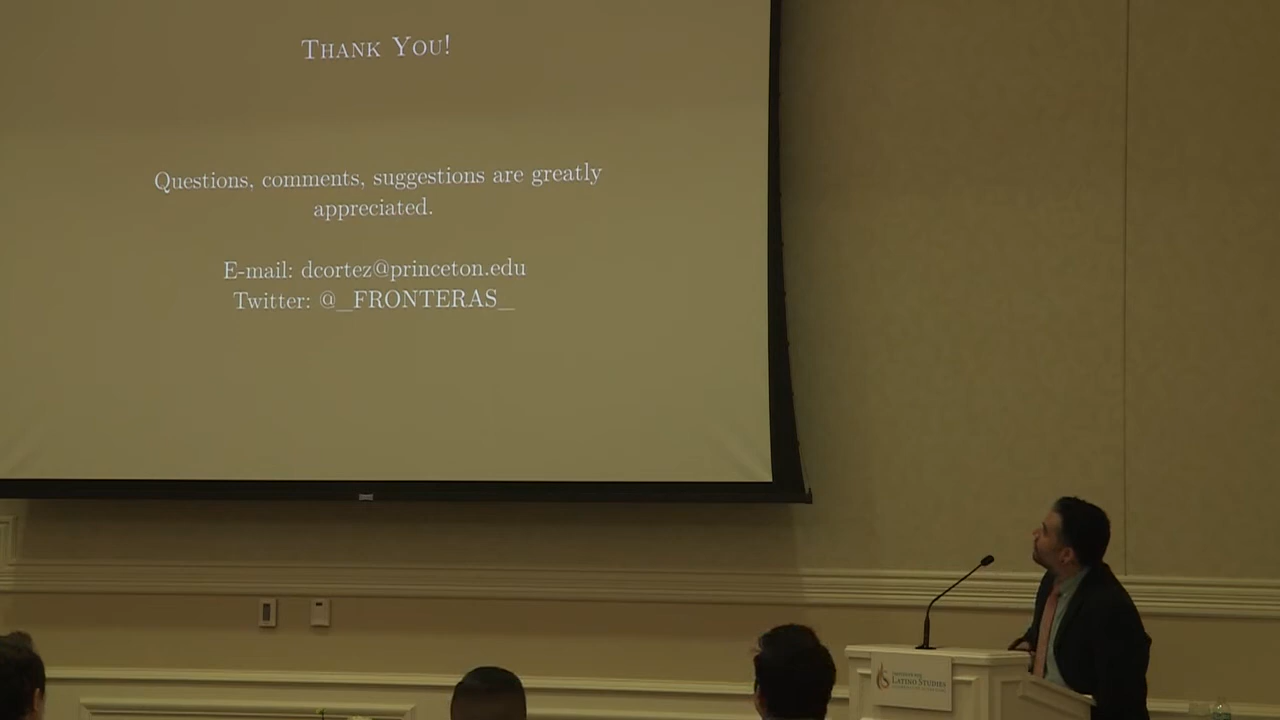 THANK YOU!
Questions, comments, suggestions are greatly
appreciated.
E-mail: dcortez@princeton.edu
Twitter: @_FRONTERAS_
LATINO STUDIES